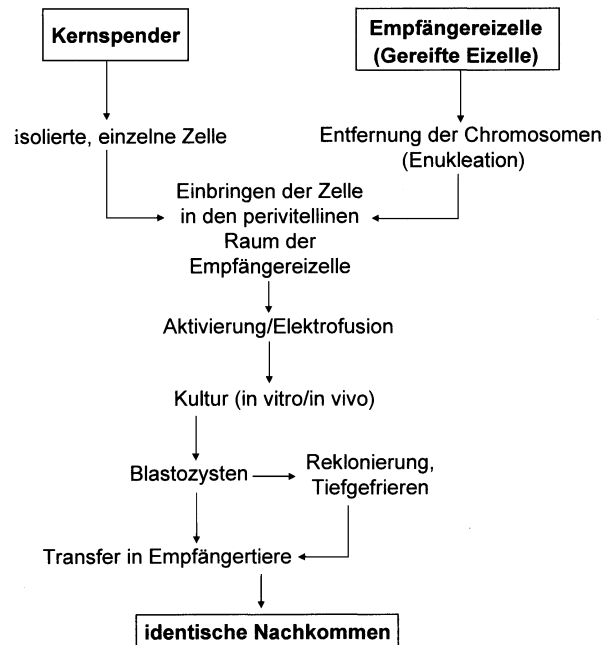 Kernspender
Empfängereizelle
(Gereifte Eizelle)
isolierte, einzelne Zelle
Entfernung der Chromosomen
(Enukleation)
Einbringen der Zelle
in den perivitellinen
Raum der
Empfängereizelle
Aktivierung/Elektrofusion
Kultur (in vitro/in vivo)
Blastozysten
Reklonierung,
Tiefgefrieren
Transfer in Empfängertiere
identische Nachkommen